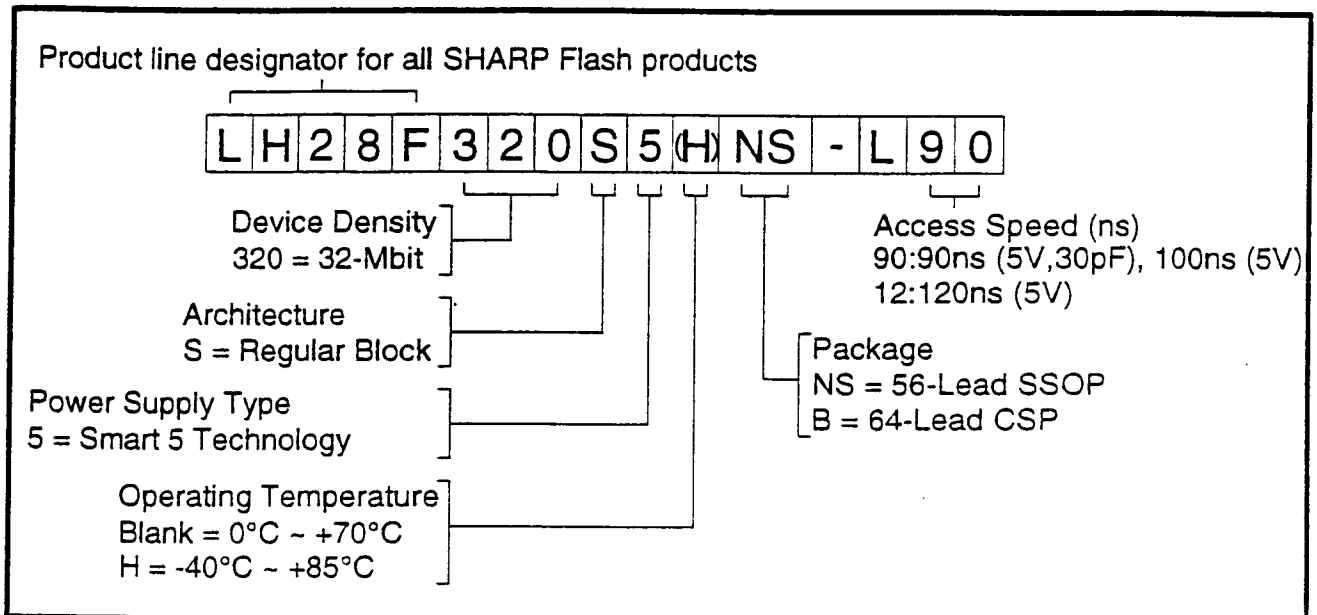 Product line designator for all SHARP Flash products
LH28F320S5(H)NS-L90
Device Density
320 = 32-Mbit
Architecture
S = Regular Block
Power Supply Type
5 = Smart 5 Technology
Operating Temperature
Blank = 0°C ~ +70°C
H = -40°C ~ +85°C
Access Speed (ns)
90:90ns (5V,30pF), 100ns (5V)
12:120ns (5V)
Package
NS = 56-Lead SSOP
B = 64-Lead CSP